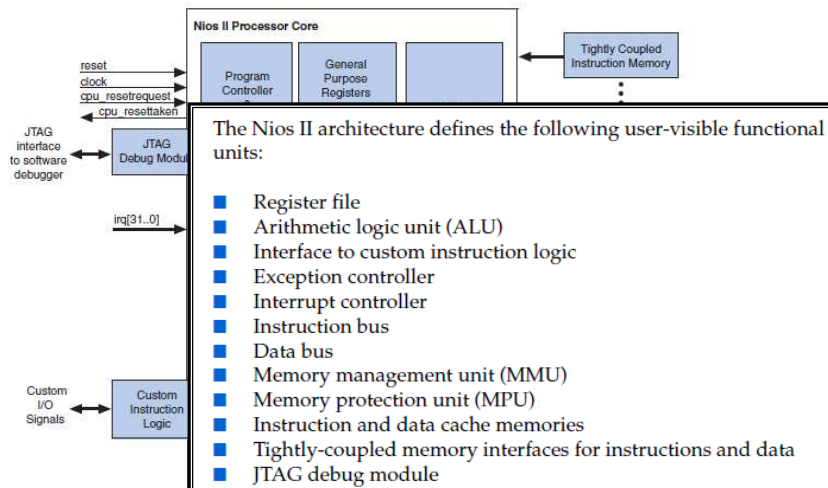 Nios II Processor Core
reset
clock
cpu_resetrequest
cpu_resettaken
Program
Controller
General
Purpose
Registers
Tightly Coupled
Instruction Memory
JTAG
interface
to software
debugger
JTAG
Debug Modul
irq[31..0]
Custom
I/O
Signals
Custom
Instruction
Logic
The Nios II architecture defines the following user-visible functional
units:
■ Register file
■ Arithmetic logic unit (ALU)
■ Interface to custom instruction logic
■ Exception controller
■ Interrupt controller
■ Instruction bus
■ Data bus
■ Memory management unit (MMU)
■ Memory protection unit (MPU)
■ Instruction and data cache memories
■ Tightly-coupled memory interfaces for instructions and data
■ JTAG debug module